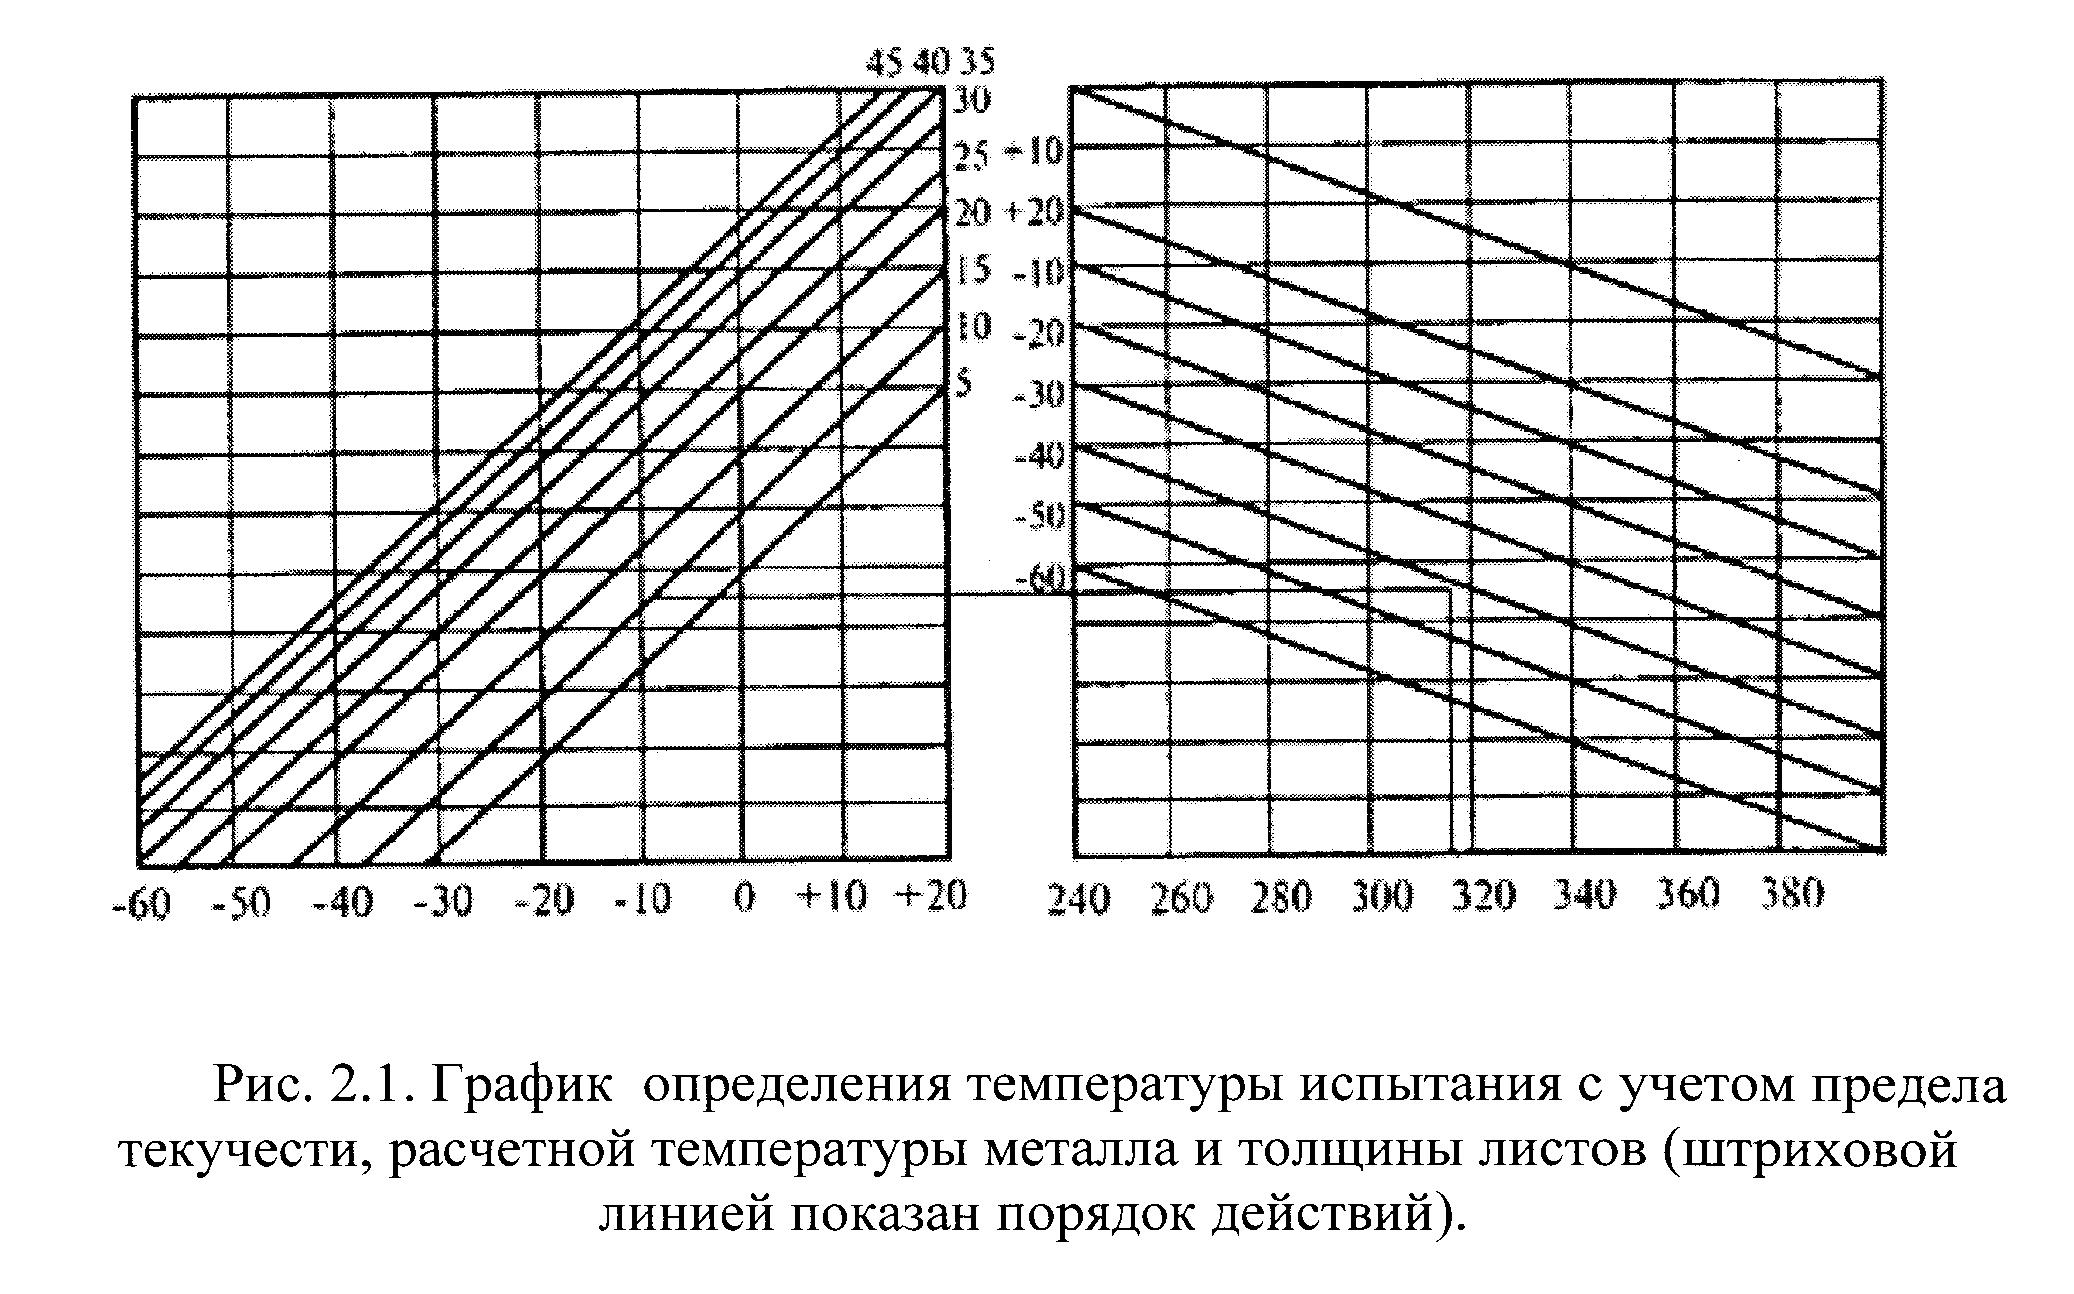 45 40 35
30
25 +10
20 +20
15 -10
10 -20
5 -30
-40
-50
-60
-60 -50 -40 -30 -20 -10 0 +10 +20 240 260 280 300 320 340 360 380
Рис. 2.1. График определения температуры испытания с учетом предела
текучести, расчетной температуры металла и толщины листов (штриховой
линией показан порядок действий).